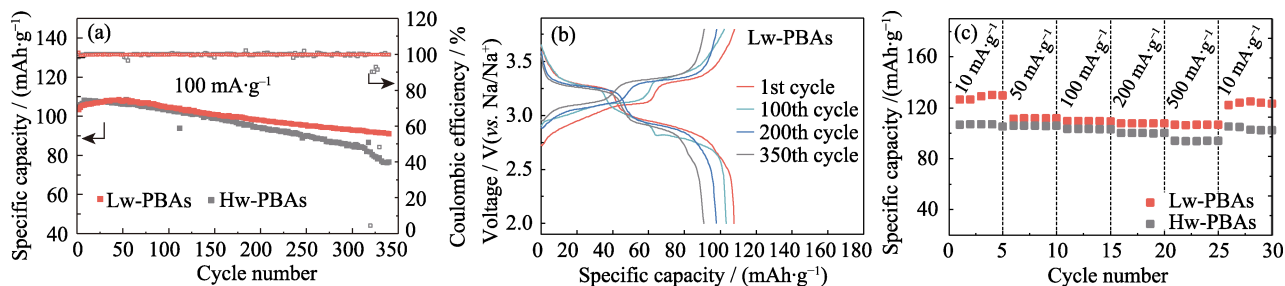 (a)
Specific capacity / (mAh·g⁻¹)
140
120
100
80
60
40
100 mA·g⁻¹
Lw-PBAs
Hw-PBAs
0
50
100
150
200
250
300
350
Cycle number
120
100
80
60
40
20
0
Coulombic efficiency / %
(b)
Lw-PBAs
Voltage / V(vs. Na/Na⁺)
3.5
3.0
2.5
2.0
1st cycle
100th cycle
200th cycle
350th cycle
0 20 40 60 80 100 120 140 160 180
Specific capacity / (mAh·g⁻¹)
(c)
Specific capacity / (mAh·g⁻¹)
160
120
80
40
10 mA·g⁻¹
50 mA·g⁻¹
100 mA·g⁻¹
200 mA·g⁻¹
500 mA·g⁻¹
10 mA·g⁻¹
Lw-PBAs
Hw-PBAs
0 5 10 15 20 25 30
Cycle number